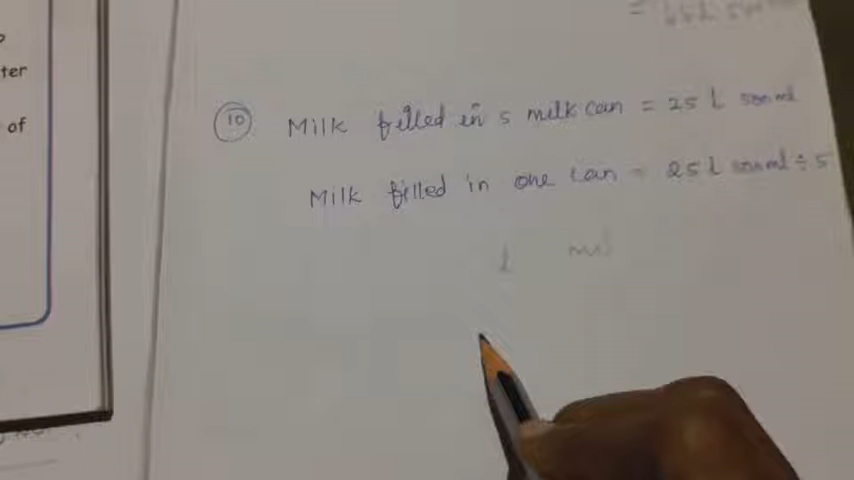 ter
of
⑩ Milk filled in 5 milk can = 25 L 500 ml
Milk filled in one can = 25 L 500 ml ÷ 5
L ml